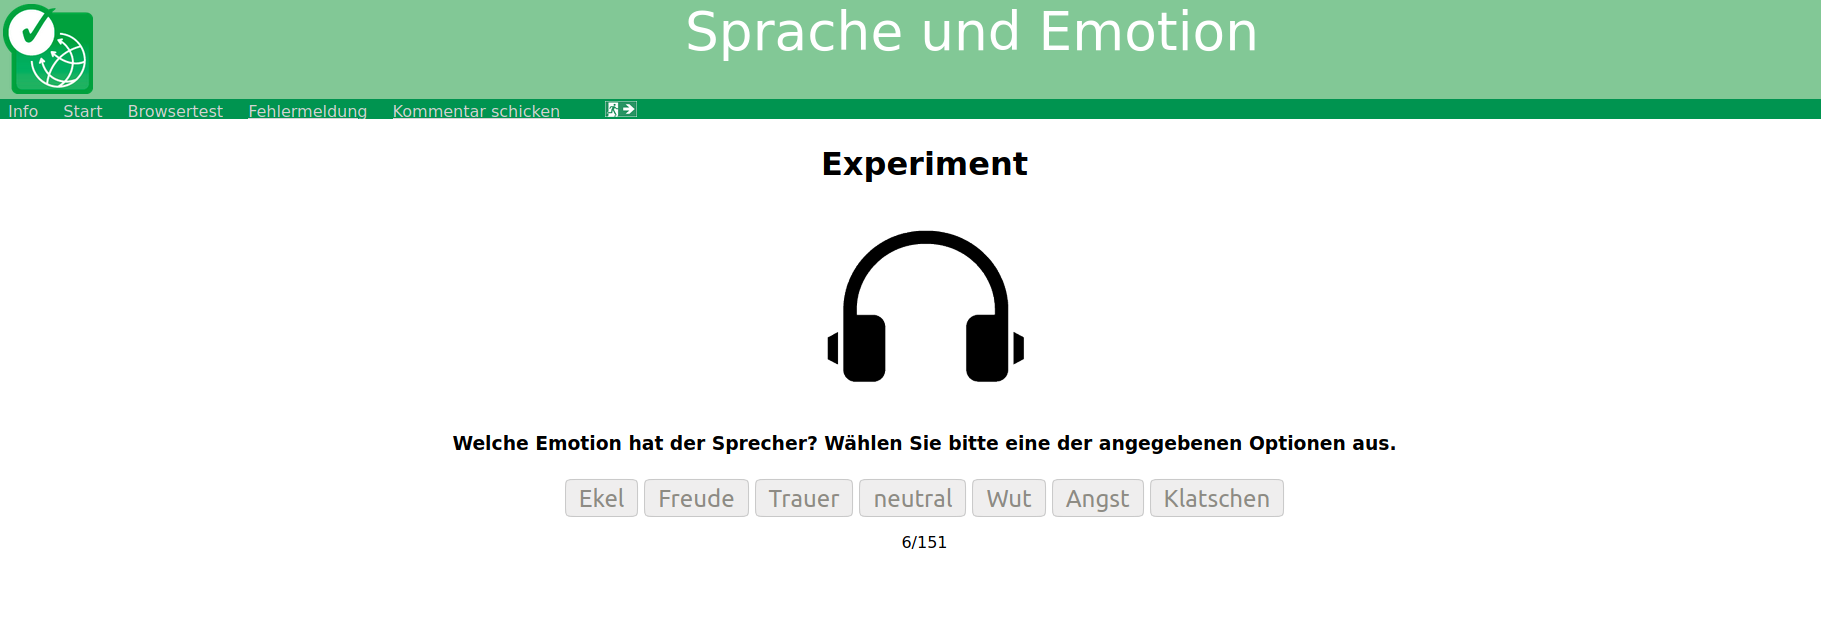 Sprache und Emotion
Info Start Browsertest Fehlermeldung Kommentar schicken
Experiment
Welche Emotion hat der Sprecher? Wählen Sie bitte eine der angegebenen Optionen aus.
Ekel Freude Trauer neutral Wut Angst Klatschen
6/151